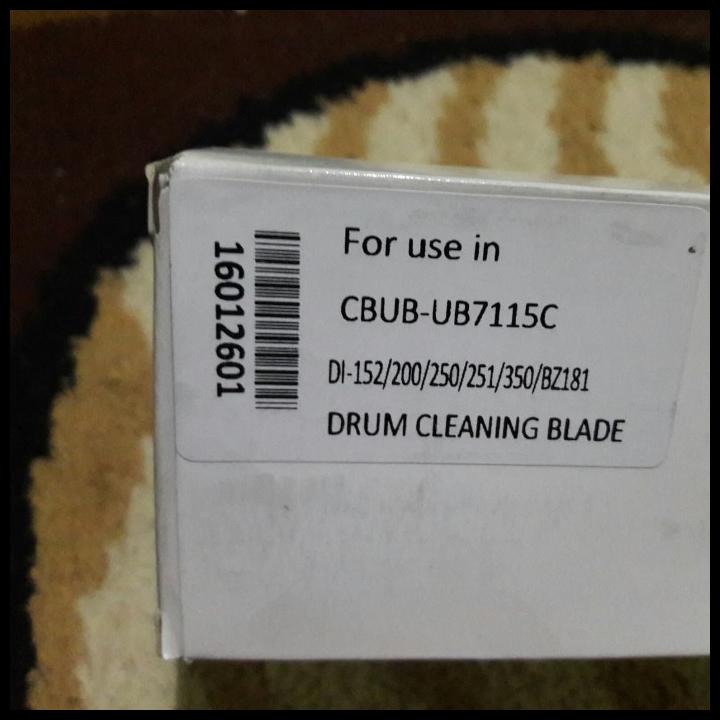 16012601
For use in
CBUB-UB7115C
DI-152/200/250/251/350/BZ181
DRUM CLEANING BLADE